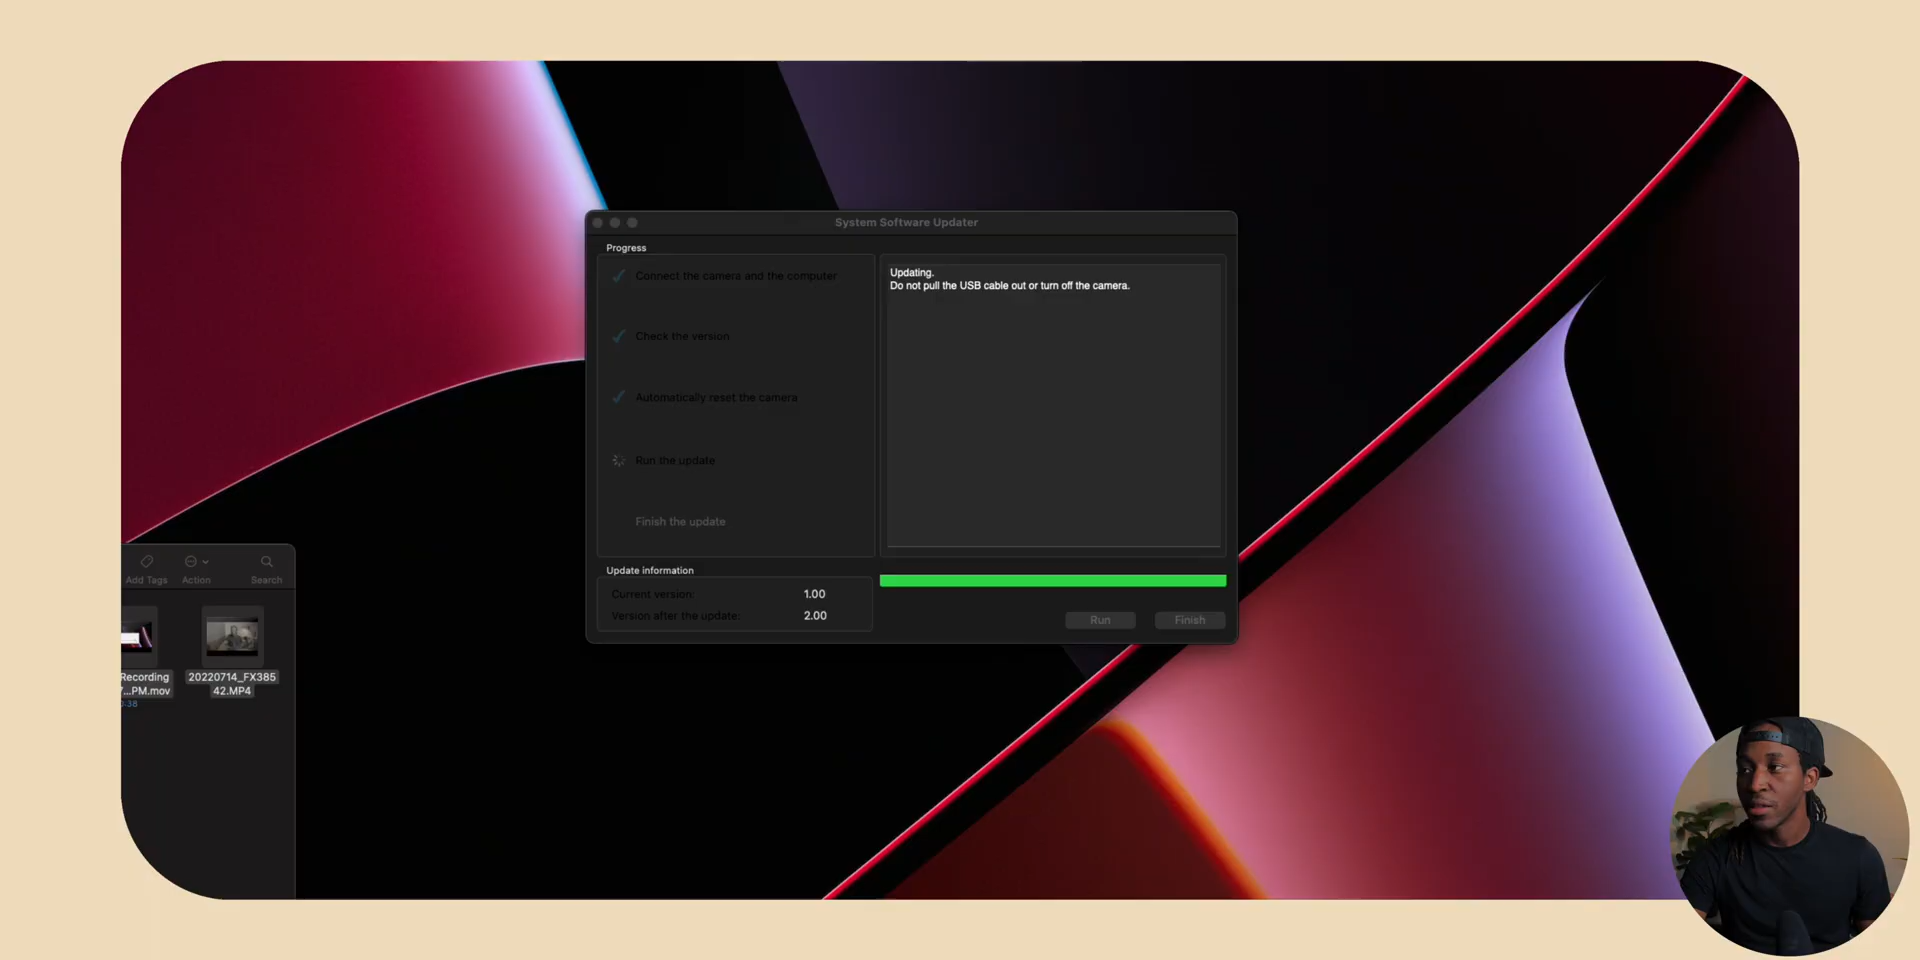 System Software Updater
Progress
Connect the camera and the computer
Check the version
Automatically reset the camera
Run the update
Finish the update
Updating.
Do not pull the USB cable out or turn off the camera.
Update information
Current version: 1.00
Version after the update: 2.00
Run
Finish
Add Tags
Action
Search
Recording
...PM.mov
:38
20220714_FX385
42.MP4